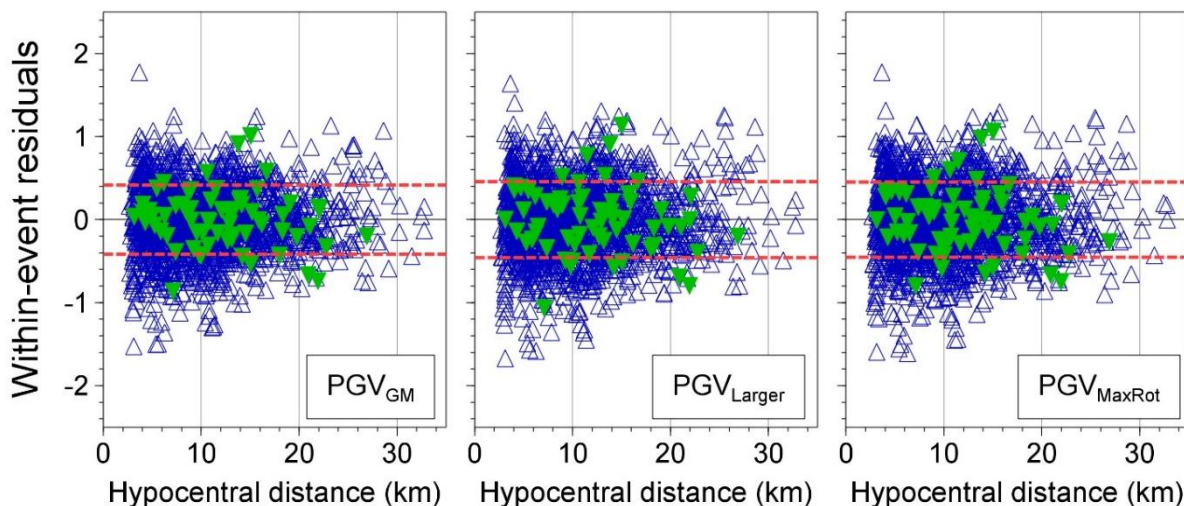 Within-event residuals
2
1
0
-1
-2
PGV_GM
PGV_Larger
PGV_MaxRot
0 10 20 30 0 10 20 30 0 10 20 30
Hypocentral distance (km) Hypocentral distance (km) Hypocentral distance (km)